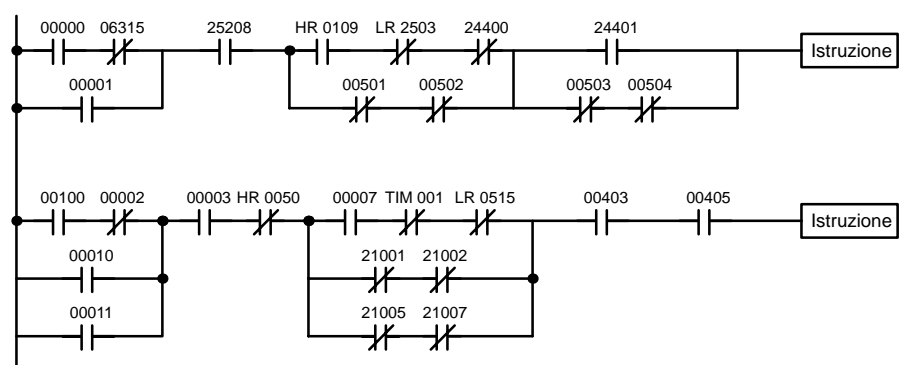 00000 06315 25208 HR 0109 LR 2503 24400 24401
Istruzione
00001 00501 00502 00503 00504
00100 00002 00003 HR 0050 00007 TIM 001 LR 0515 00403 00405
Istruzione
00010 21001 21002
00011 21005 21007